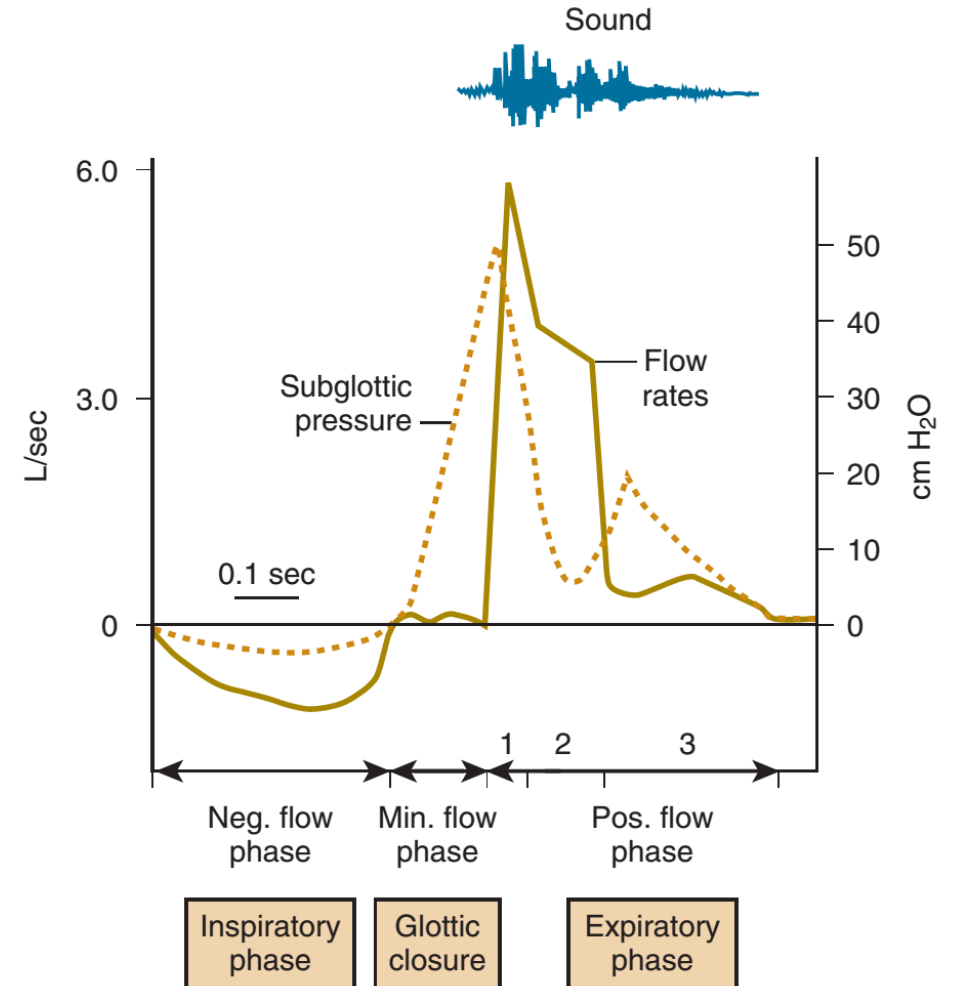 Sound
6.0
3.0
0
L/sec
50
40
30
20
10
0
cm H₂O
Subglottic
pressure
Flow
rates
0.1 sec
1 2 3
Neg. flow
phase
Min. flow
phase
Pos. flow
phase
Inspiratory
phase
Glottic
closure
Expiratory
phase